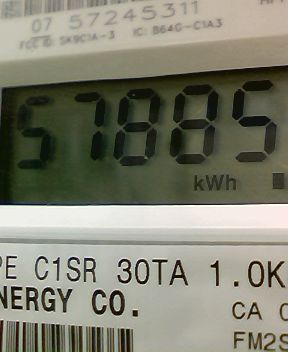 07 57245311
FCC ID: SK9C1A-3 IC: B64G-C1A3
57885
kWh
PE C1SR 30TA 1.0K
NERGY CO.
CA 0
FM2S